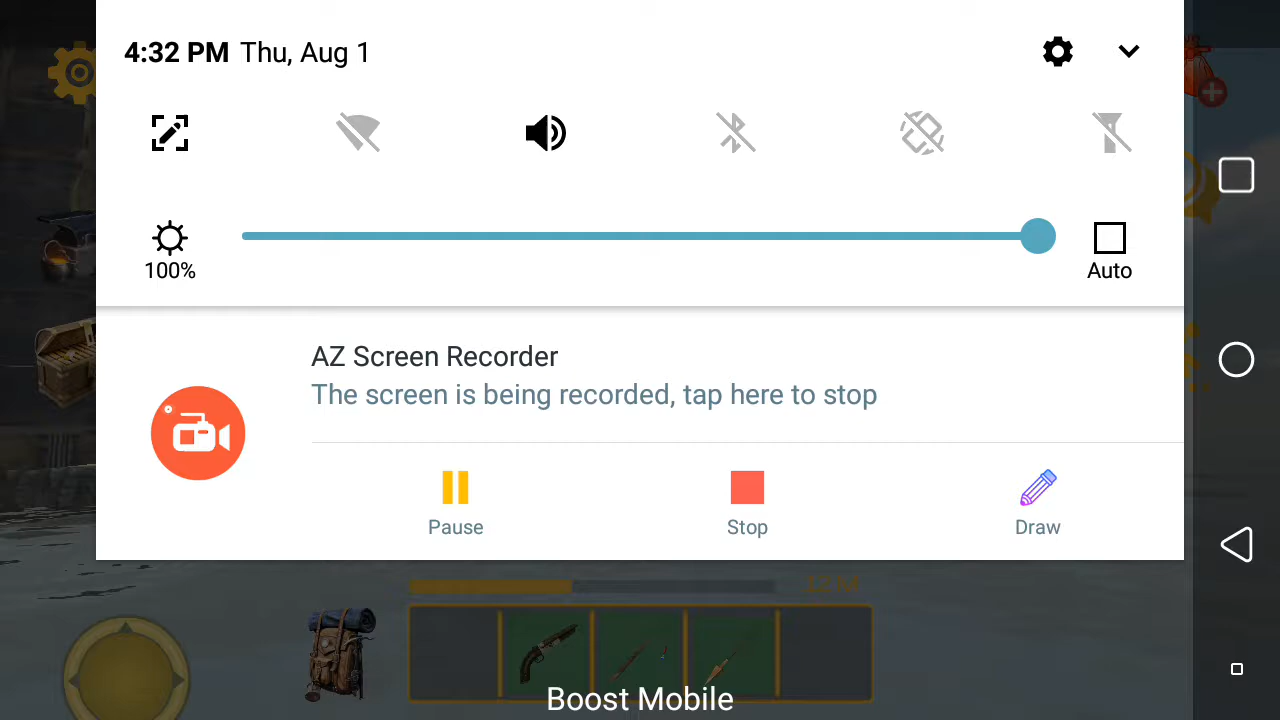 4:32 PM Thu, Aug 1
100%
Auto
AZ Screen Recorder
The screen is being recorded, tap here to stop
Pause
Stop
Draw
Boost Mobile